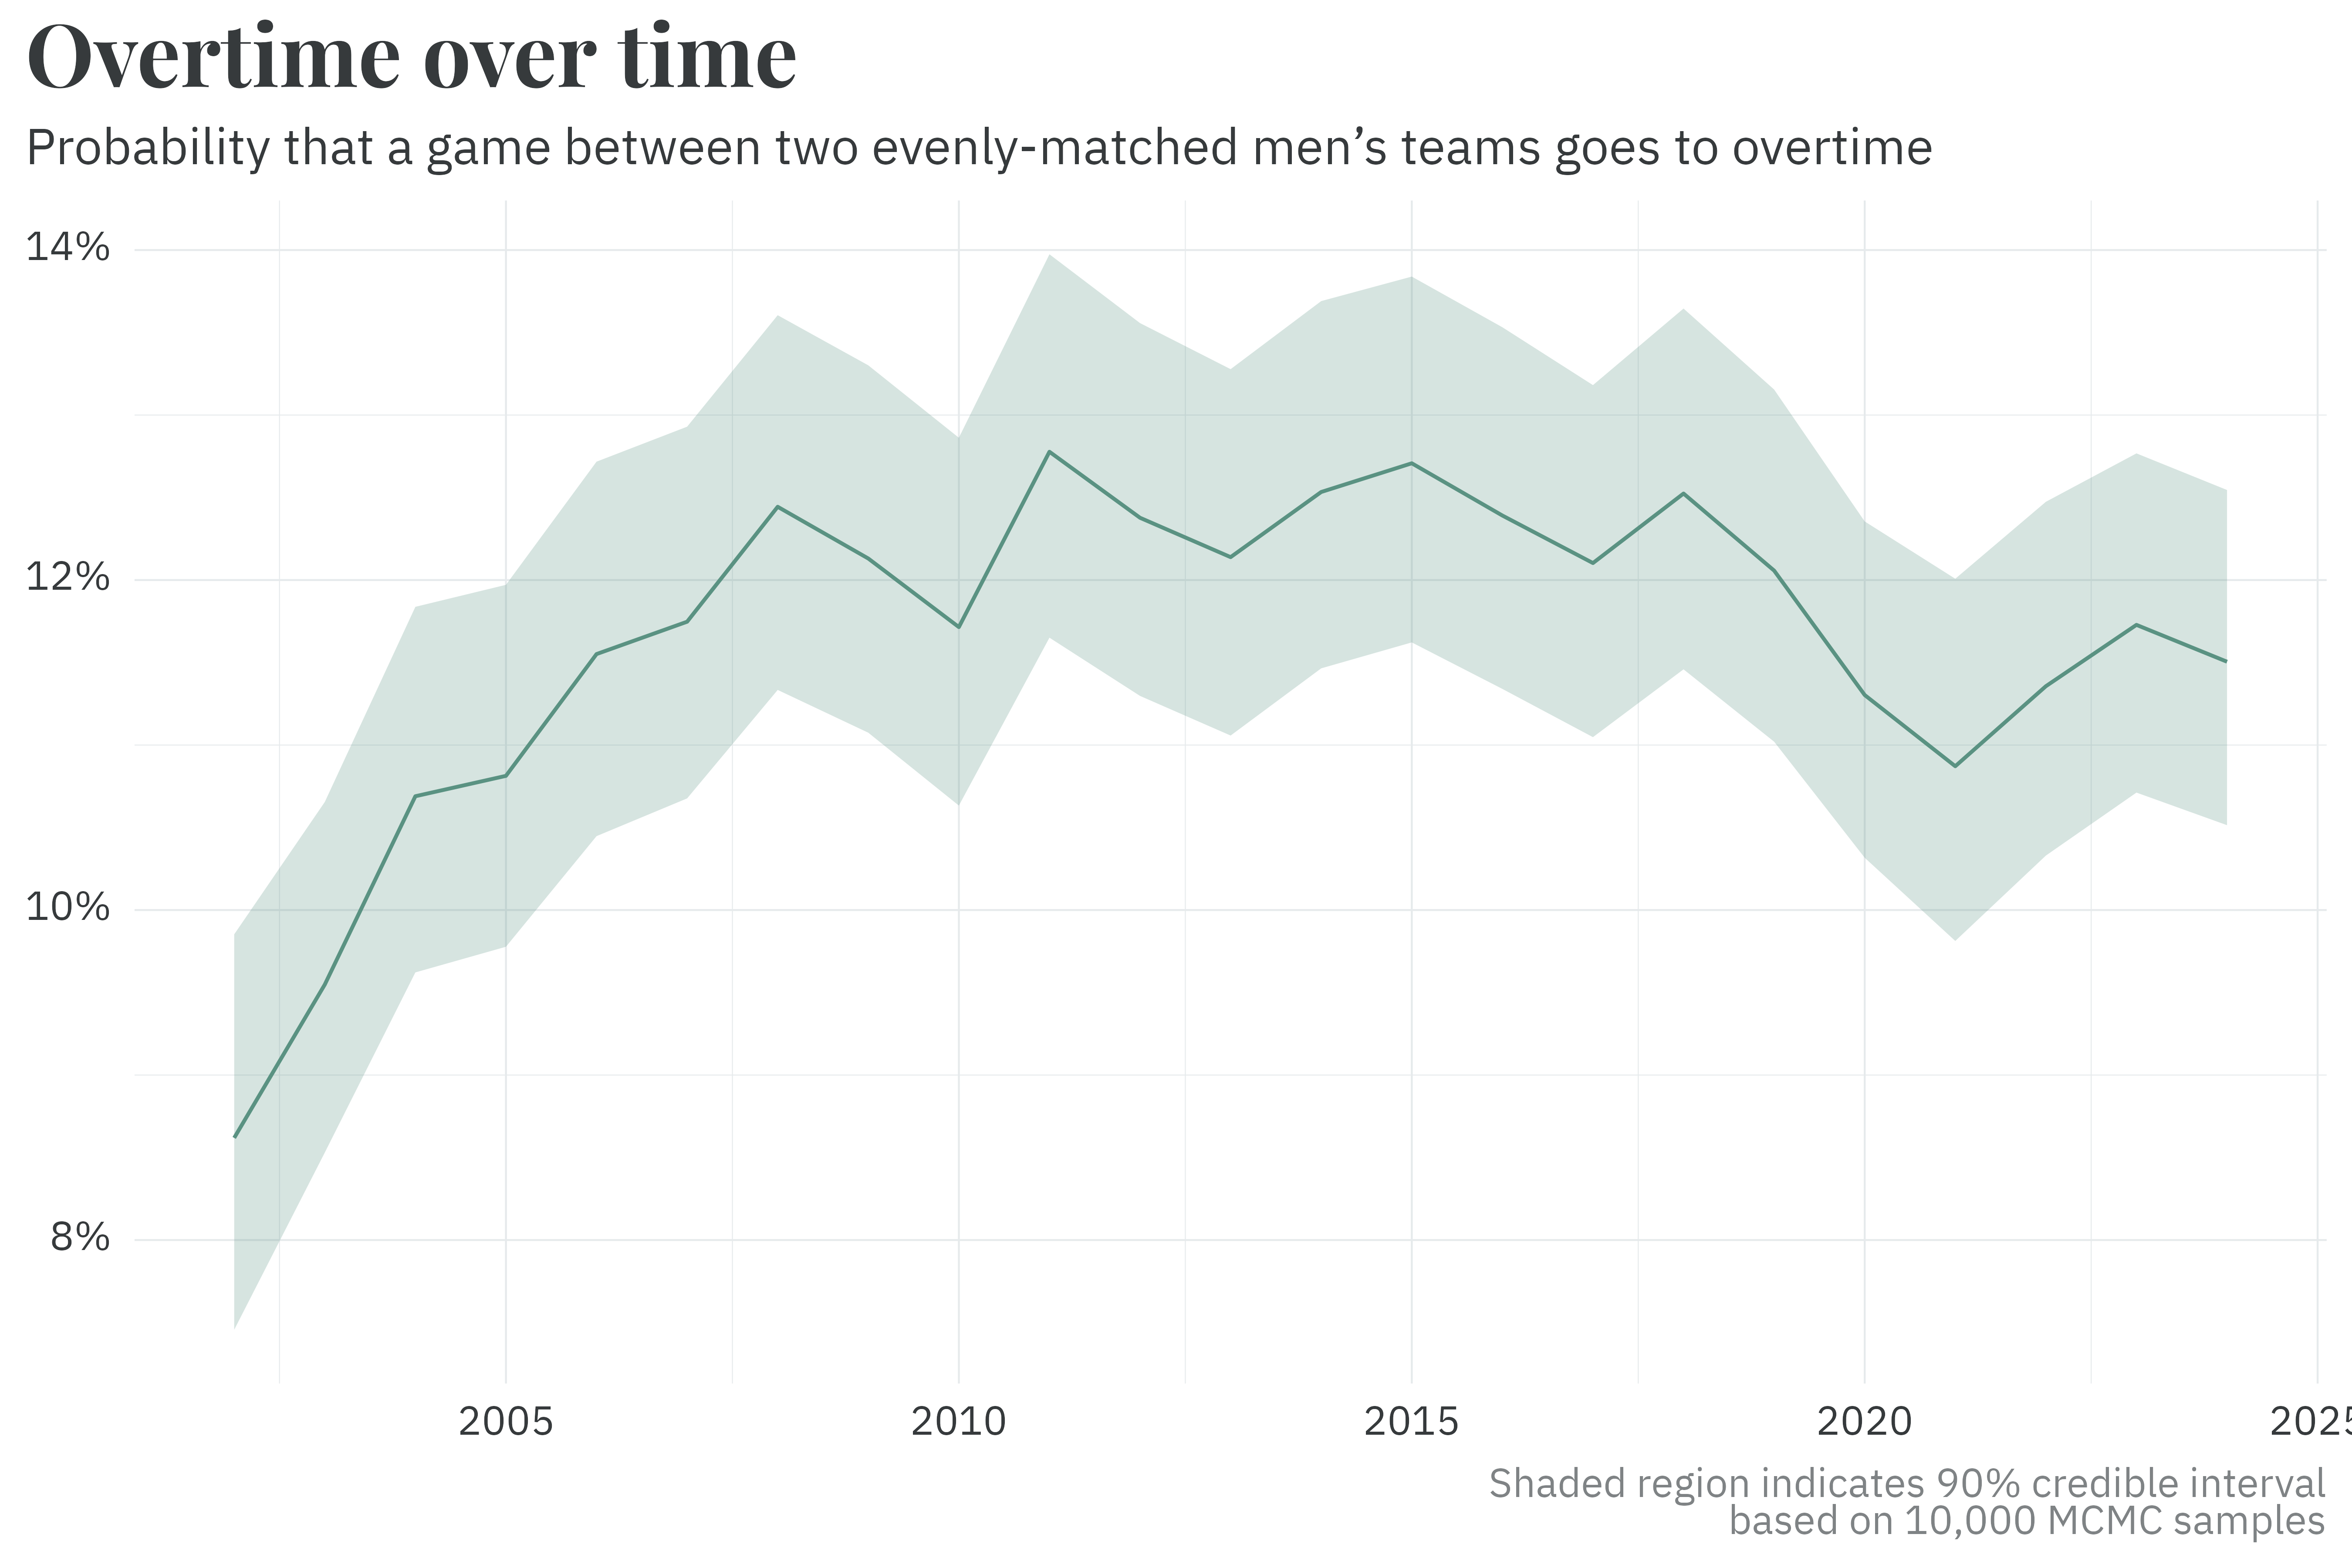 Overtime over time
Probability that a game between two evenly-matched men’s teams goes to overtime
14%
12%
10%
8%
2005
2010
2015
2020
2025
Shaded region indicates 90% credible interval
based on 10,000 MCMC samples